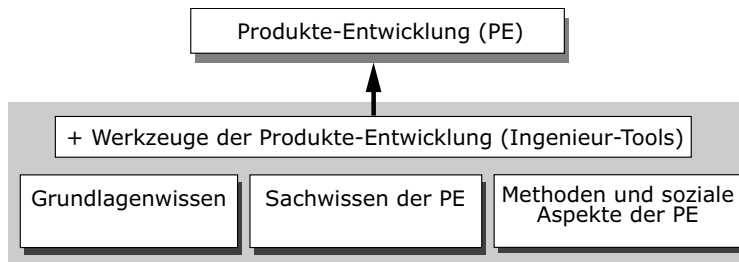 Produkte-Entwicklung (PE)
+ Werkzeuge der Produkte-Entwicklung (Ingenieur-Tools)
Grundlagenwissen
Sachwissen der PE
Methoden und soziale
Aspekte der PE